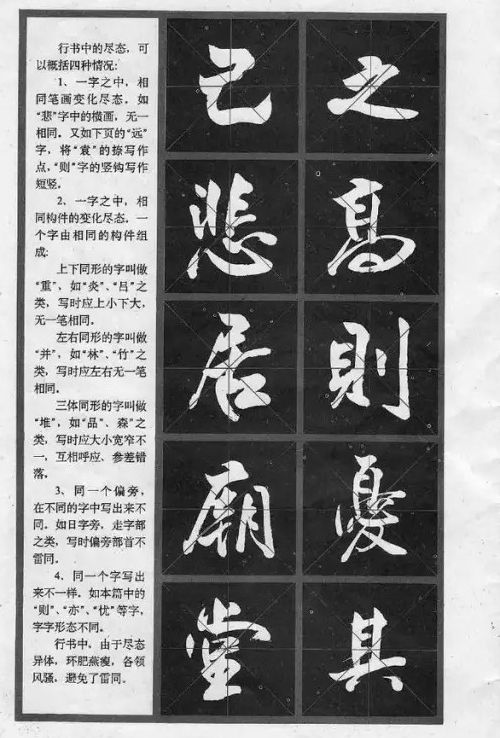 行书中的尽态，可
以概括四种情况:
1、一字之中，相
同笔画变化尽态，如
“悲”字中的横画，无一
相同。又如下页的“远”
字，将“袁”的捺写作
点，“则”字的竖钩写作
短竖。
2、一字之中，相
同构件的变化尽态，一
个字由相同的构件组
成:
上下同形的字叫做
“重”，如“炎”、“吕”之
类，写时应上小下大，
无一笔相同。
左右同形的字叫做
“并”，如“林”、“竹”之
类，写时应左右无一笔
相同。
三体同形的字叫做
“堆”，如“品、森”之
类，写时应大小宽窄不
一，互相呼应、参差错
落。
3、同一个偏旁，
在不同的字中写出来不
同。如日字旁，走字部
之类，写时偏旁部首不
雷同。
4、同一个字写出
来不一样。如本篇中的
“则”、“亦”、“忧”等字，
字字形态不同。
行书中，由于尽态
异体，环肥燕瘦，各领
风骚，避免了雷同。
己
悲
居
廟
堂
之
高
則
憂
其